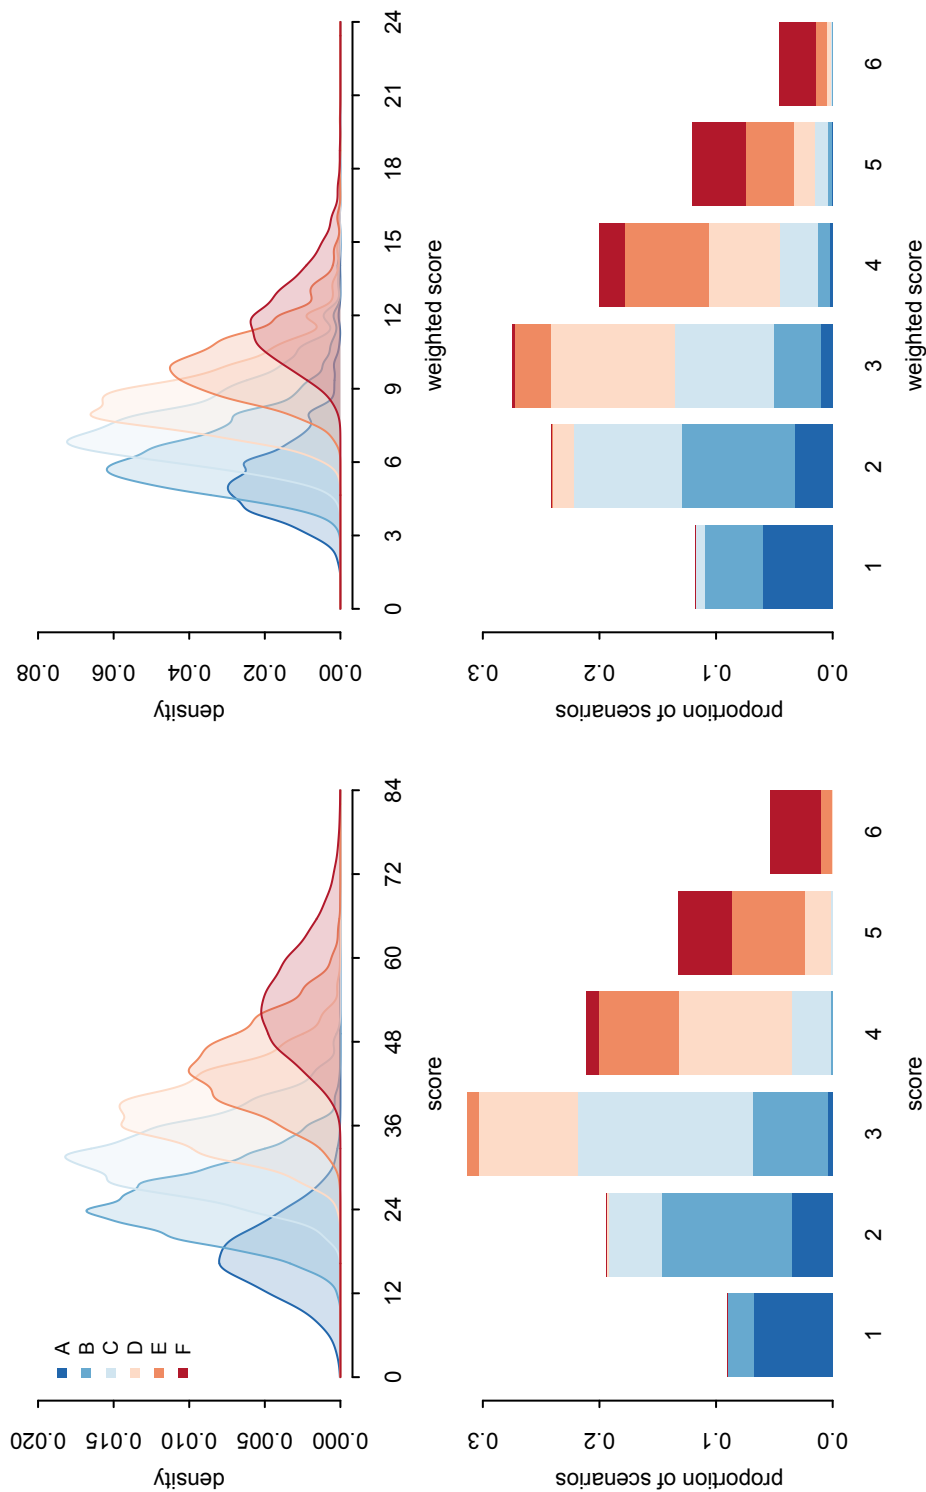 density
0.000
0.005
0.010
0.015
0.020
A
B
C
D
E
F
0 12 24 36 48 60 72 84
score
density
0.00
0.02
0.04
0.06
0.08
0 3 6 9 12 15 18 21 24
weighted score
proportion of scenarios
0.0
0.1
0.2
0.3
1 2 3 4 5 6
score
proportion of scenarios
0.0
0.1
0.2
0.3
1 2 3 4 5 6
weighted score